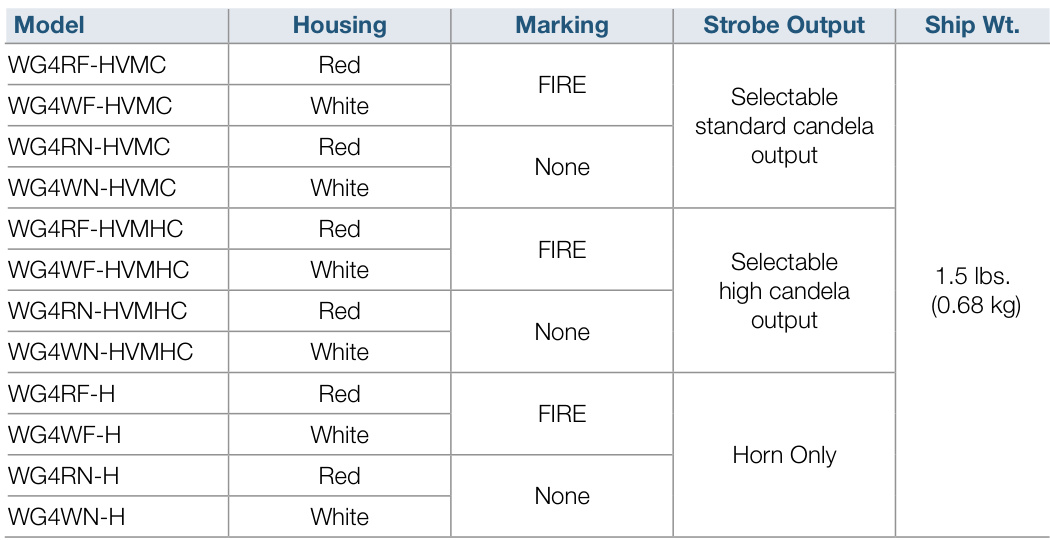 Model Housing Marking Strobe Output Ship Wt.
WG4RF-HVMC Red
FIRE
WG4WF-HVMC White
Selectable
standard candela
output
WG4RN-HVMC Red
None
WG4WN-HVMC White
WG4RF-HVMHC Red
FIRE
WG4WF-HVMHC White
Selectable
high candela
output
1.5 lbs.
(0.68 kg)
WG4RN-HVMHC Red
None
WG4WN-HVMHC White
WG4RF-H Red
FIRE
WG4WF-H White
Horn Only
WG4RN-H Red
None
WG4WN-H White